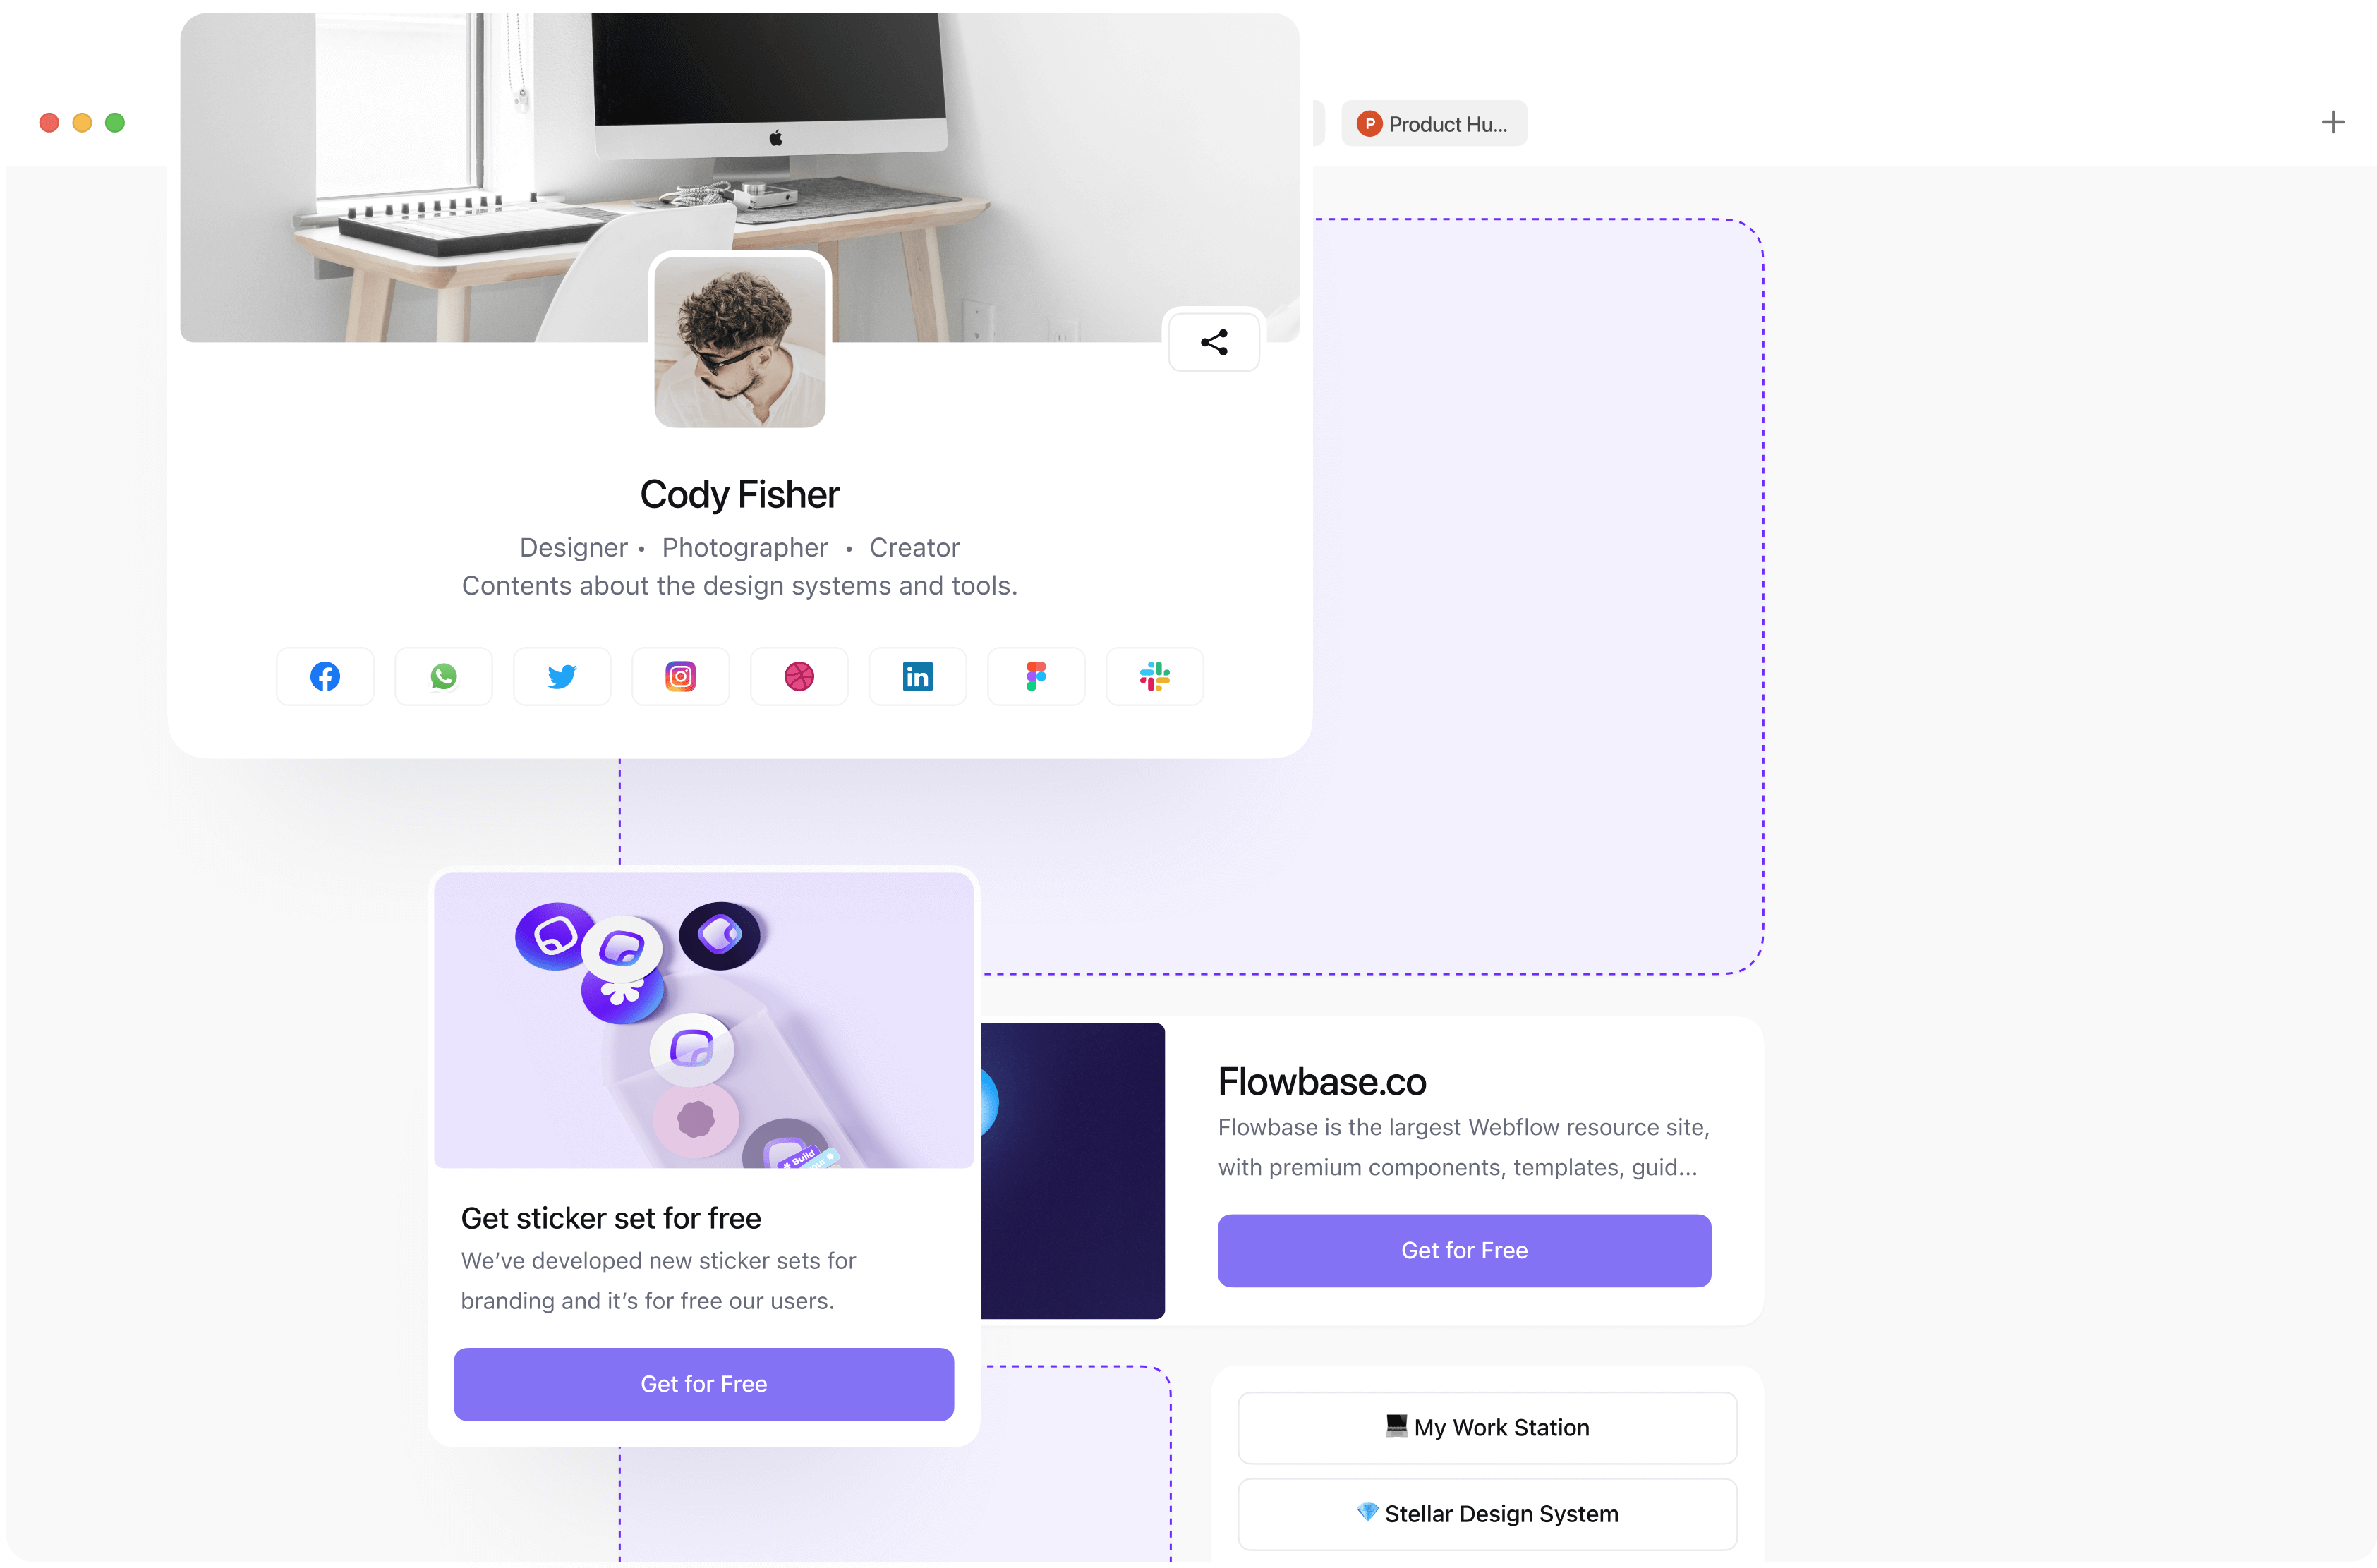 Product Hu...
Cody Fisher
Designer • Photographer • Creator
Contents about the design systems and tools.
Build
Get sticker set for free
We’ve developed new sticker sets for
branding and it’s for free our users.
Get for Free
Flowbase.co
Flowbase is the largest Webflow resource site,
with premium components, templates, guid...
Get for Free
My Work Station
Stellar Design System